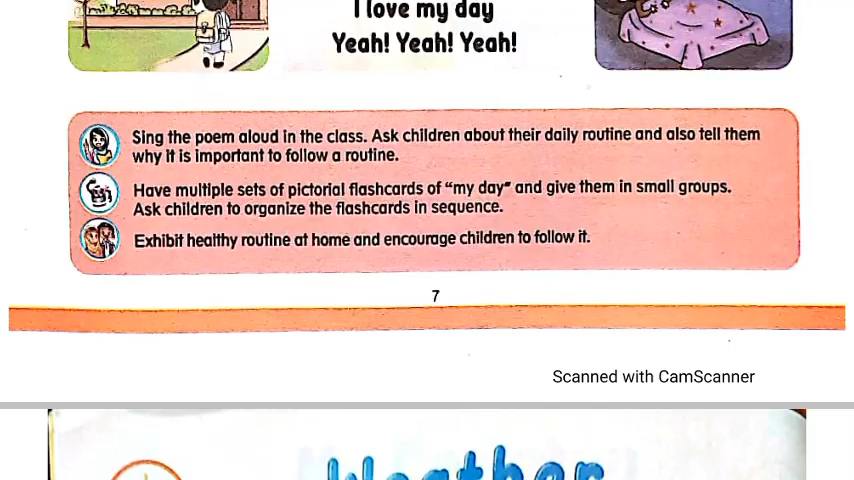 I love my day
Yeah! Yeah! Yeah!
Sing the poem aloud in the class. Ask children about their daily routine and also tell them
why it is important to follow a routine.
Have multiple sets of pictorial flashcards of "my day" and give them in small groups.
Ask children to organize the flashcards in sequence.
Exhibit healthy routine at home and encourage children to follow it.
7
Scanned with CamScanner
Weather